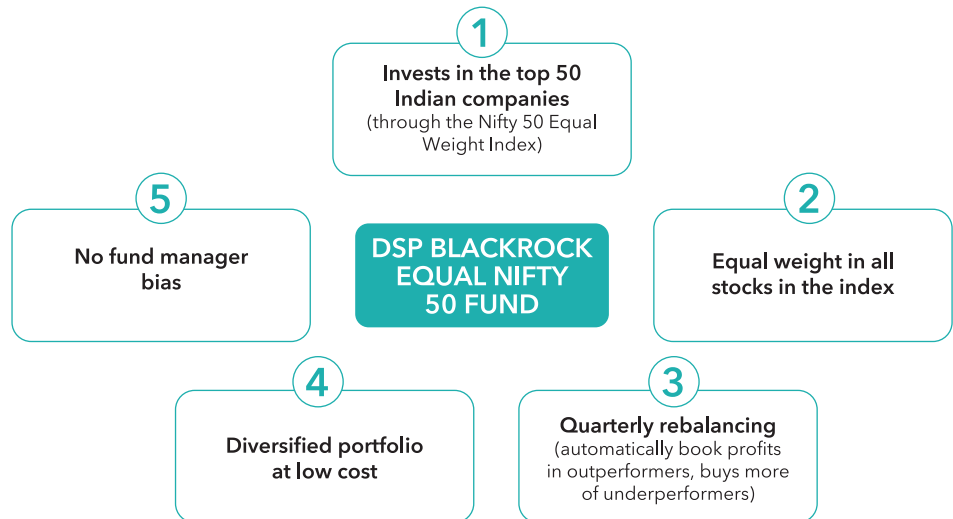 1
Invests in the top 50
Indian companies
(through the Nifty 50 Equal
Weight Index)
5
No fund manager
bias
DSP BLACKROCK
EQUAL NIFTY
50 FUND
2
Equal weight in all
stocks in the index
4
Diversified portfolio
at low cost
3
Quarterly rebalancing
(automatically book profits
in outperformers, buys more
of underperformers)